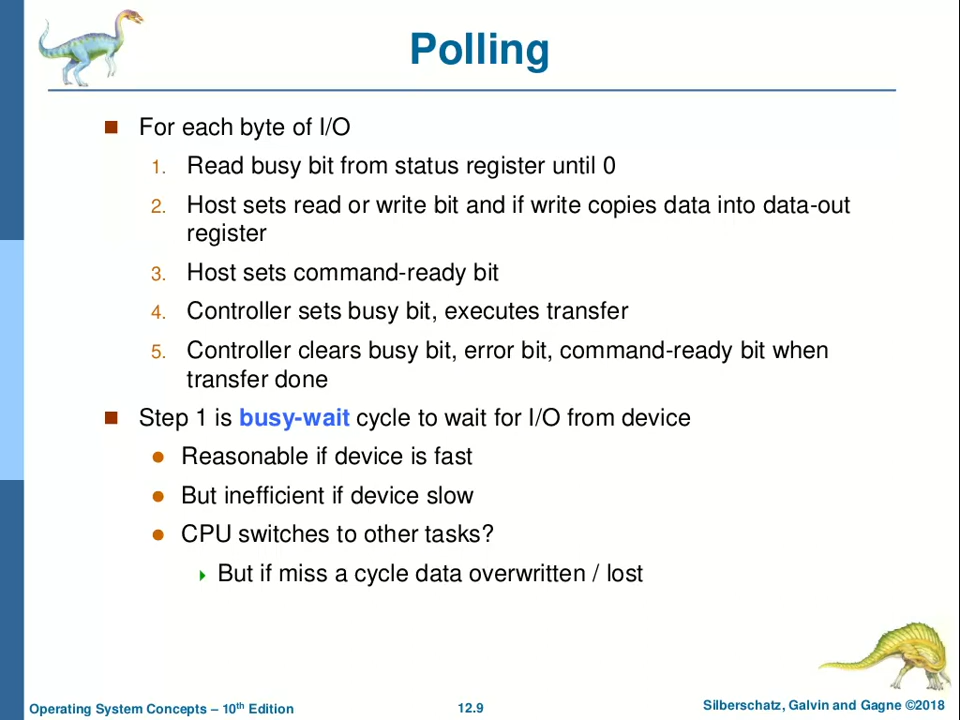 Polling
■ For each byte of I/O
1. Read busy bit from status register until 0
2. Host sets read or write bit and if write copies data into data-out
register
3. Host sets command-ready bit
4. Controller sets busy bit, executes transfer
5. Controller clears busy bit, error bit, command-ready bit when
transfer done
■ Step 1 is busy-wait cycle to wait for I/O from device
● Reasonable if device is fast
● But inefficient if device slow
● CPU switches to other tasks?
But if miss a cycle data overwritten / lost
Operating System Concepts – 10th Edition
12.9
Silberschatz, Galvin and Gagne ©2018